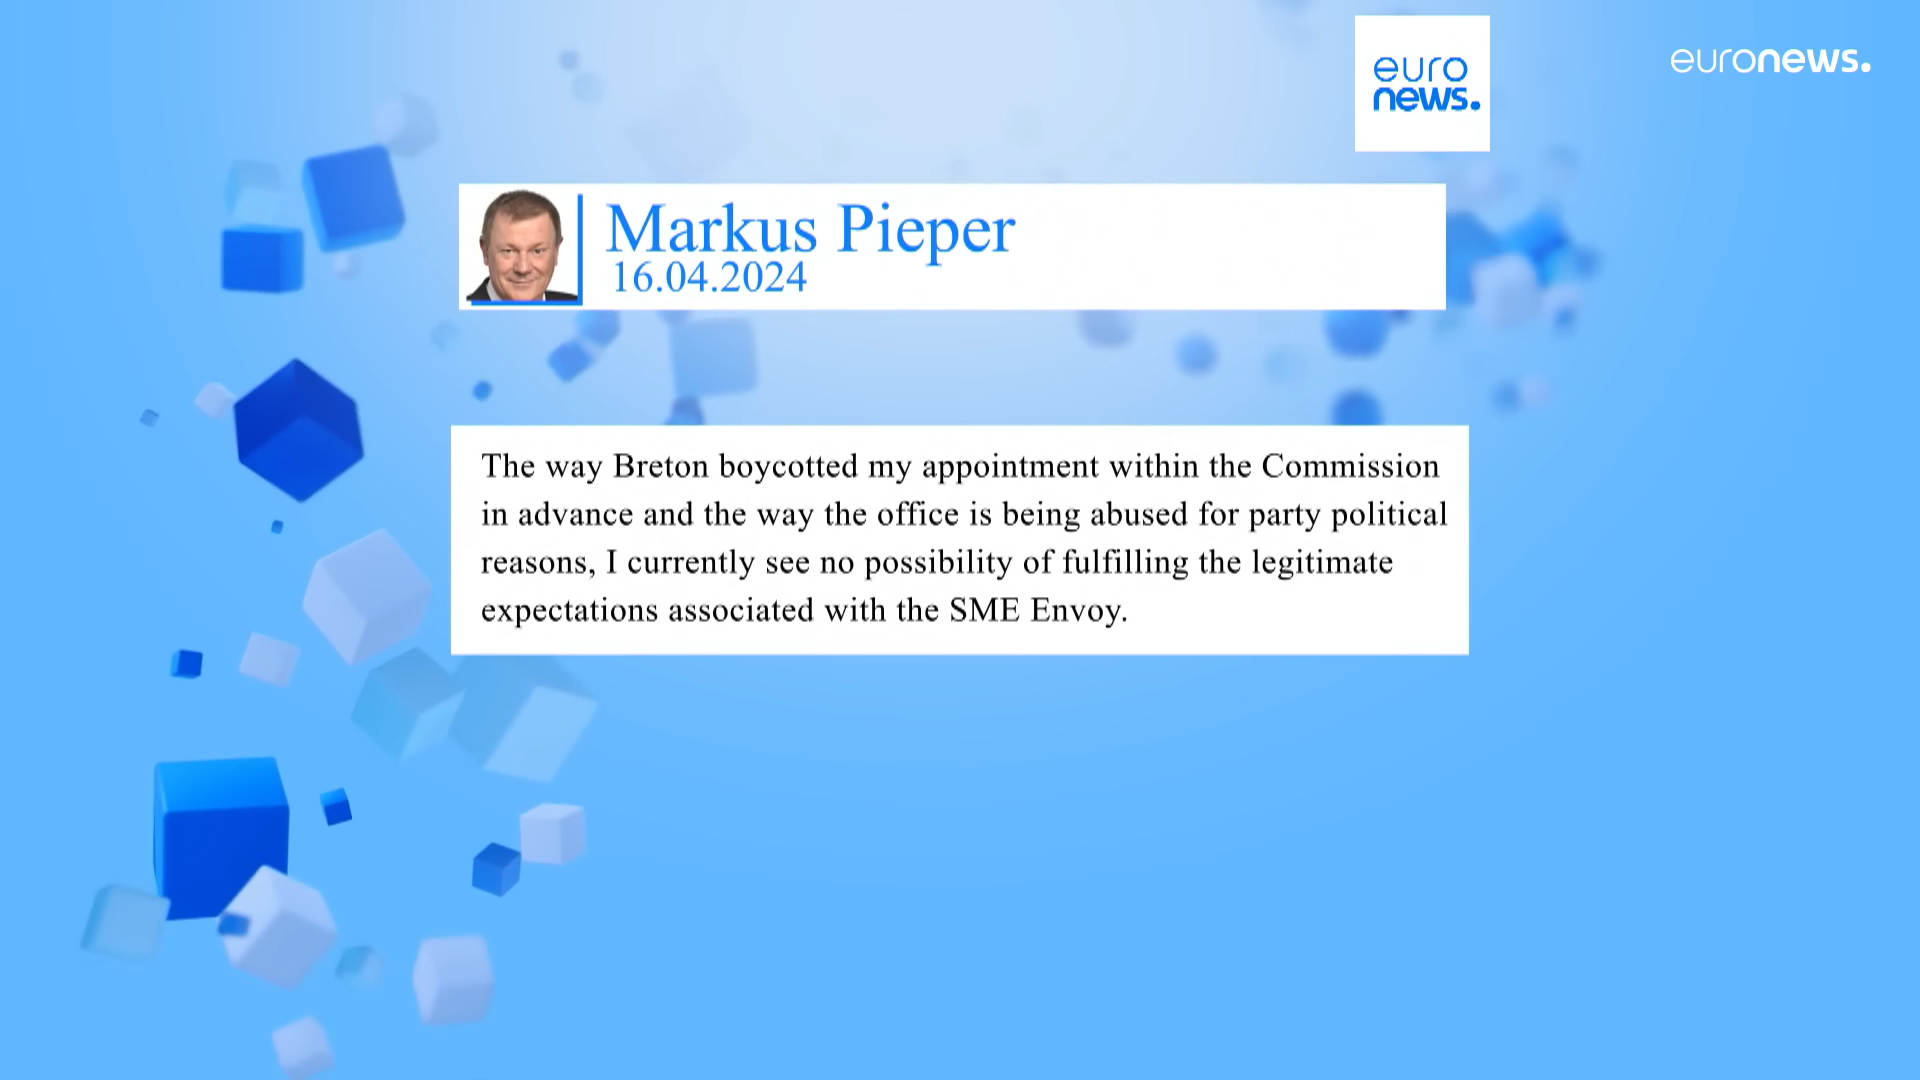 euro
news.
euronews.
Markus Pieper
16.04.2024
The way Breton boycotted my appointment within the Commission
in advance and the way the office is being abused for party political
reasons, I currently see no possibility of fulfilling the legitimate
expectations associated with the SME Envoy.